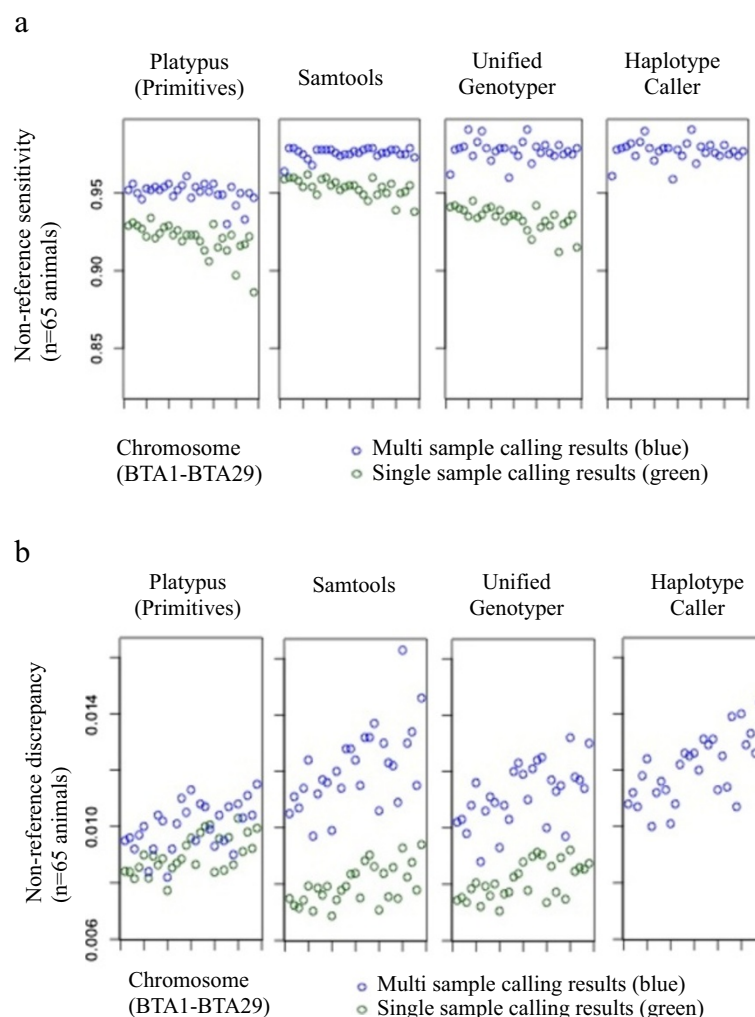 a
Platypus
(Primitives)
Samtools
Unified
Genotyper
Haplotype
Caller
Non-reference sensitivity
(n=65 animals)
0.95
0.90
0.85
Chromosome
(BTA1-BTA29)
Multi sample calling results (blue)
Single sample calling results (green)
b
Platypus
(Primitives)
Samtools
Unified
Genotyper
Haplotype
Caller
Non-reference discrepancy
(n=65 animals)
0.014
0.010
0.006
Chromosome
(BTA1-BTA29)
Multi sample calling results (blue)
Single sample calling results (green)